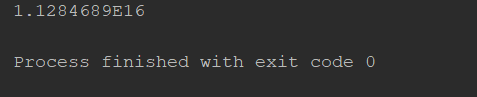 1.1284689E16
Process finished with exit code 0